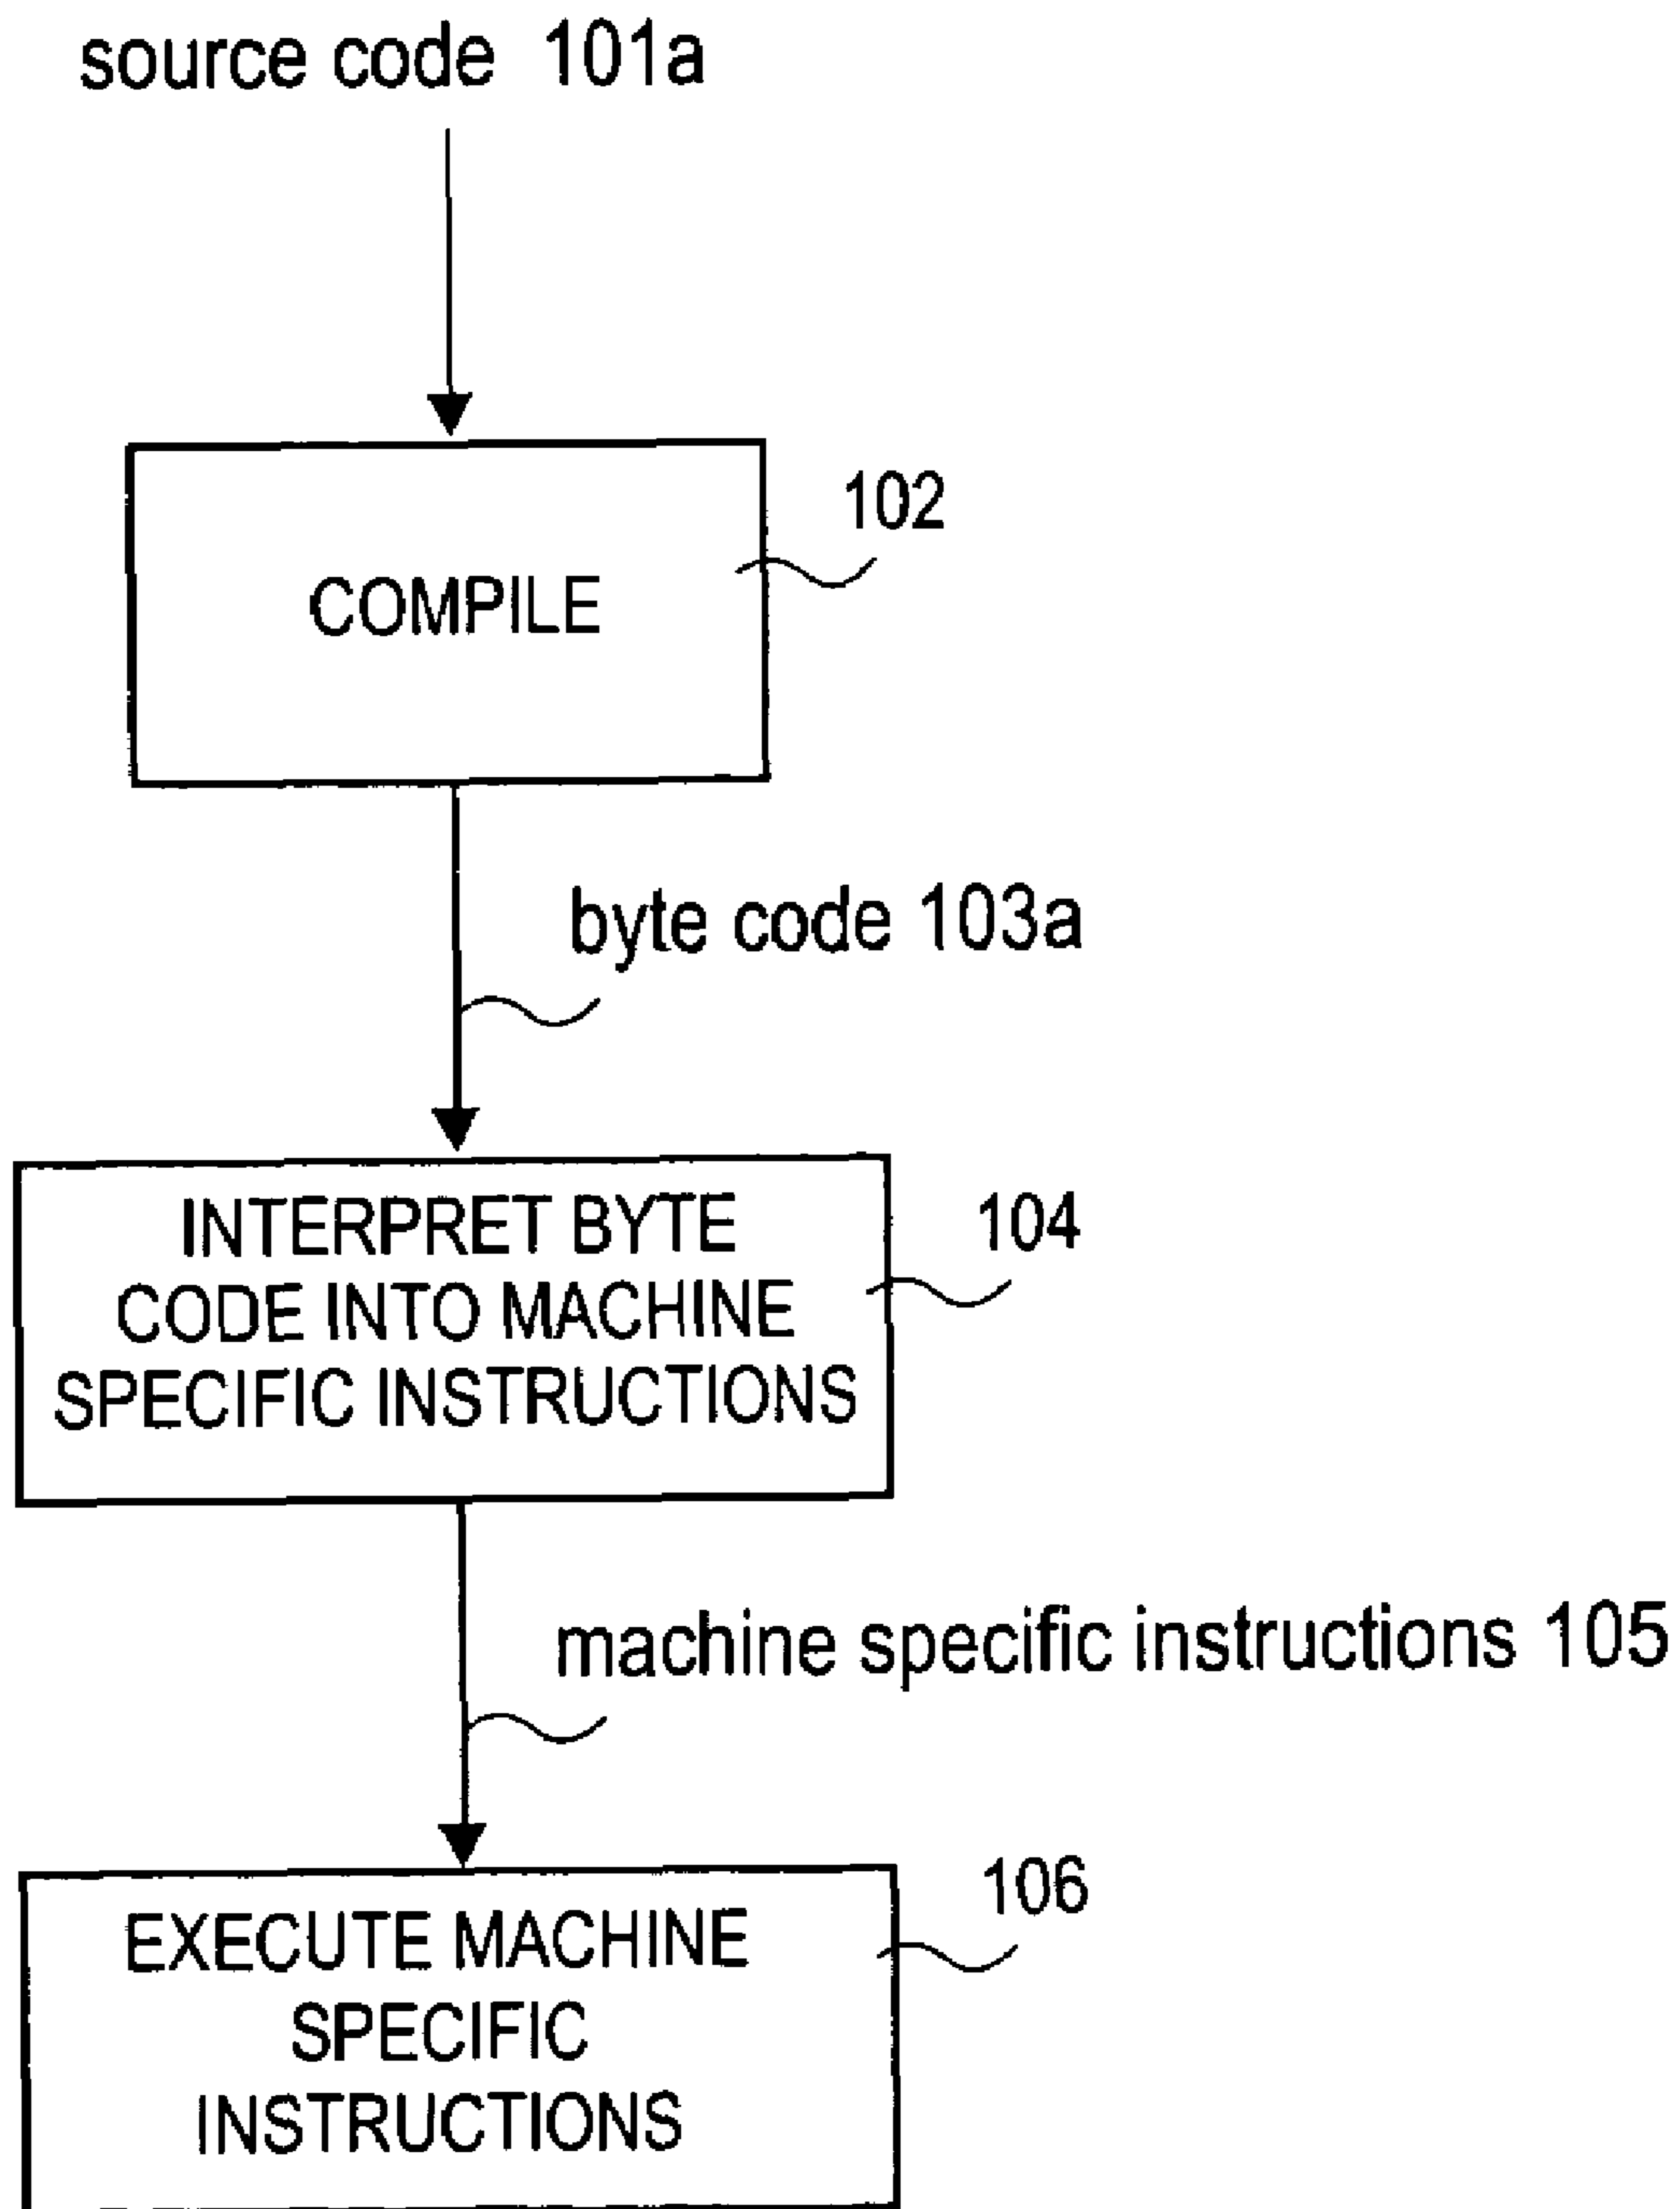 source code 101a
102
COMPILE
byte code 103a
104
INTERPRET BYTE
CODE INTO MACHINE
SPECIFIC INSTRUCTIONS
machine specific instructions 105
106
EXECUTE MACHINE
SPECIFIC
INSTRUCTIONS